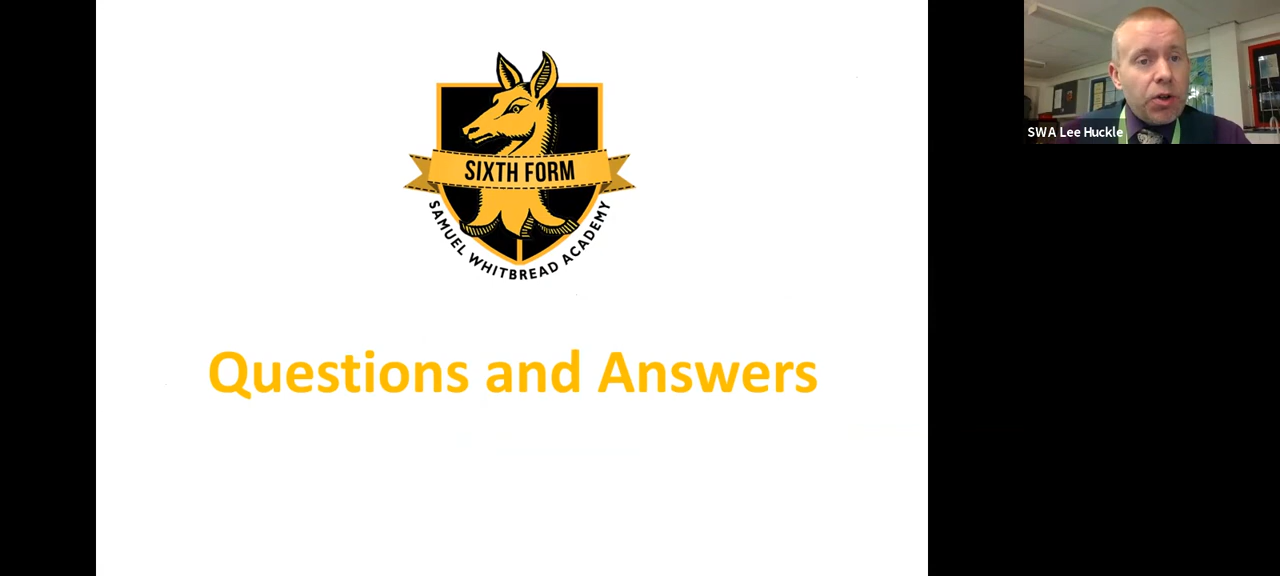 SIXTH FORM
SAMUEL WHITBREAD ACADEMY
Questions and Answers
SWA Lee Huckle